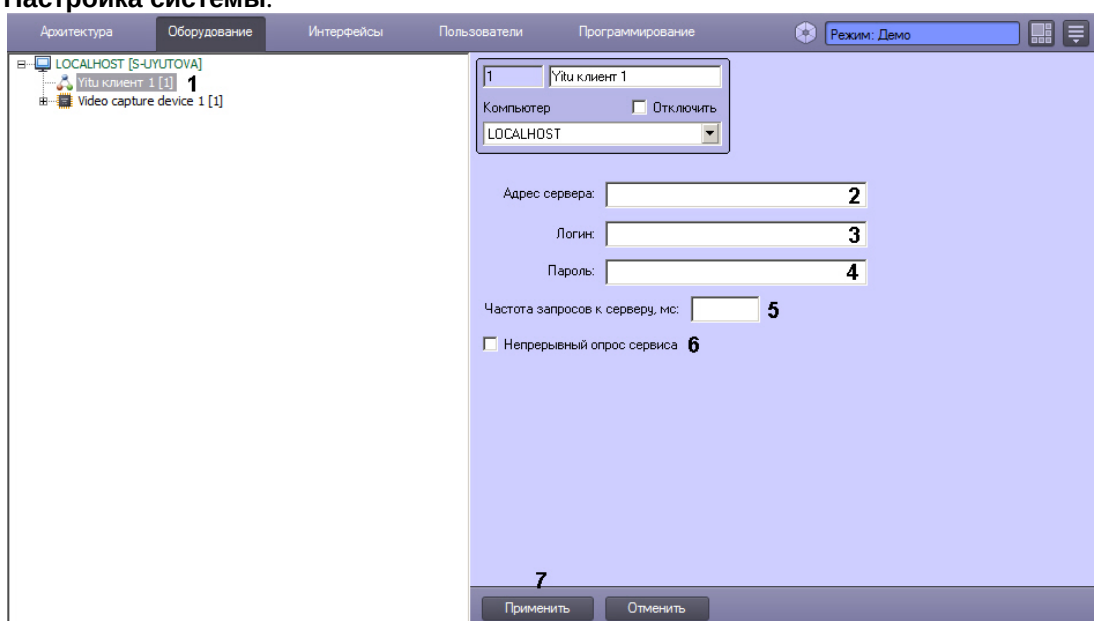 Настройка системы.
Архитектура Оборудование Интерфейсы Пользователи Программирование Режим: Демо
LOCALHOST [S-UYUTOVA]
Yitu клиент 1 [1] 1
Video capture device 1 [1]
1 Yitu клиент 1
Компьютер Отключить
LOCALHOST
Адрес сервера: 2
Логин: 3
Пароль: 4
Частота запросов к серверу, мс: 5
Непрерывный опрос сервиса 6
7
Применить Отменить